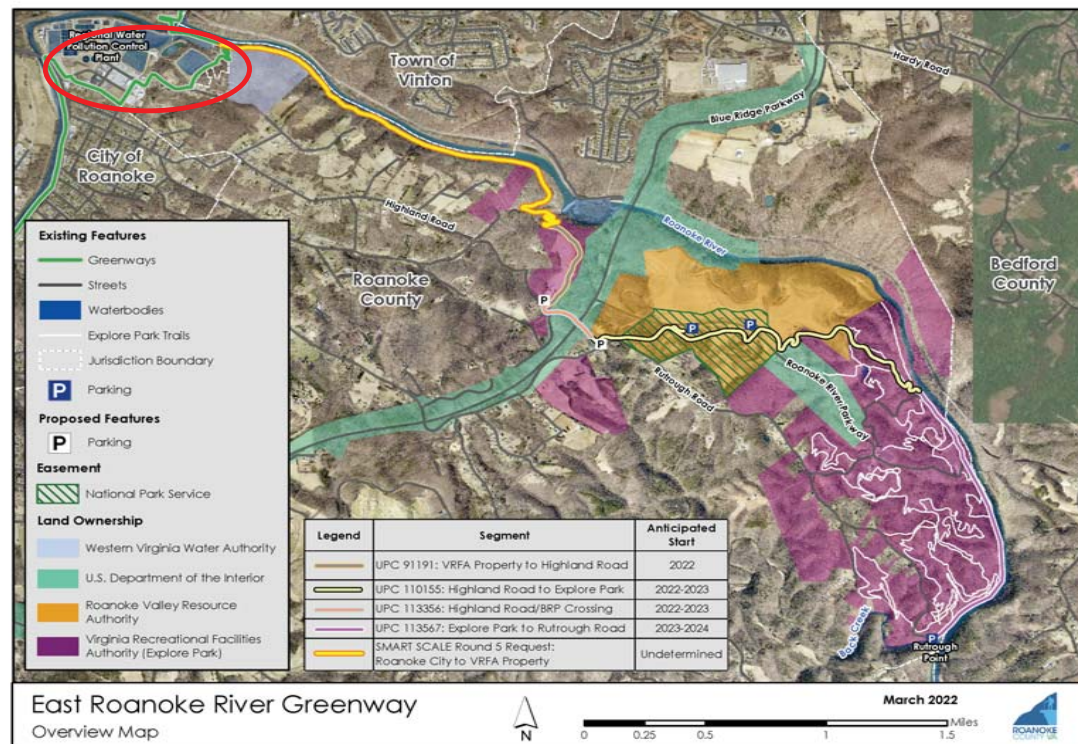 Regional Water
Pollution Control
Plant
Town of
Vinton
Hardy Road
Blue Ridge Parkway
City of
Roanoke
Highland Road
Roanoke River
Roanoke
County
Bedford
County
Rutrough Road
Roanoke River Parkway
Back Creek
Rutrough
Point
P
P
P
P
P
Existing Features
Greenways
Streets
Waterbodies
Explore Park Trails
Jurisdiction Boundary
P Parking
Proposed Features
P Parking
Easement
National Park Service
Land Ownership
Western Virginia Water Authority
U.S. Department of the Interior
Roanoke Valley Resource
Authority
Virginia Recreational Facilities
Authority (Explore Park)
Legend Segment Anticipated
Start
UPC 91191: VRFA Property to Highland Road 2022
UPC 110155: Highland Road to Explore Park 2022-2023
UPC 113356: Highland Road/BRP Crossing 2022-2023
UPC 113567: Explore Park to Rutrough Road 2023-2024
SMART SCALE Round 5 Request:
Roanoke City to VRFA Property Undetermined
East Roanoke River Greenway
Overview Map
N
March 2022
Miles
0 0.25 0.5 1 1.5
ROANOKE
COUNTY VA